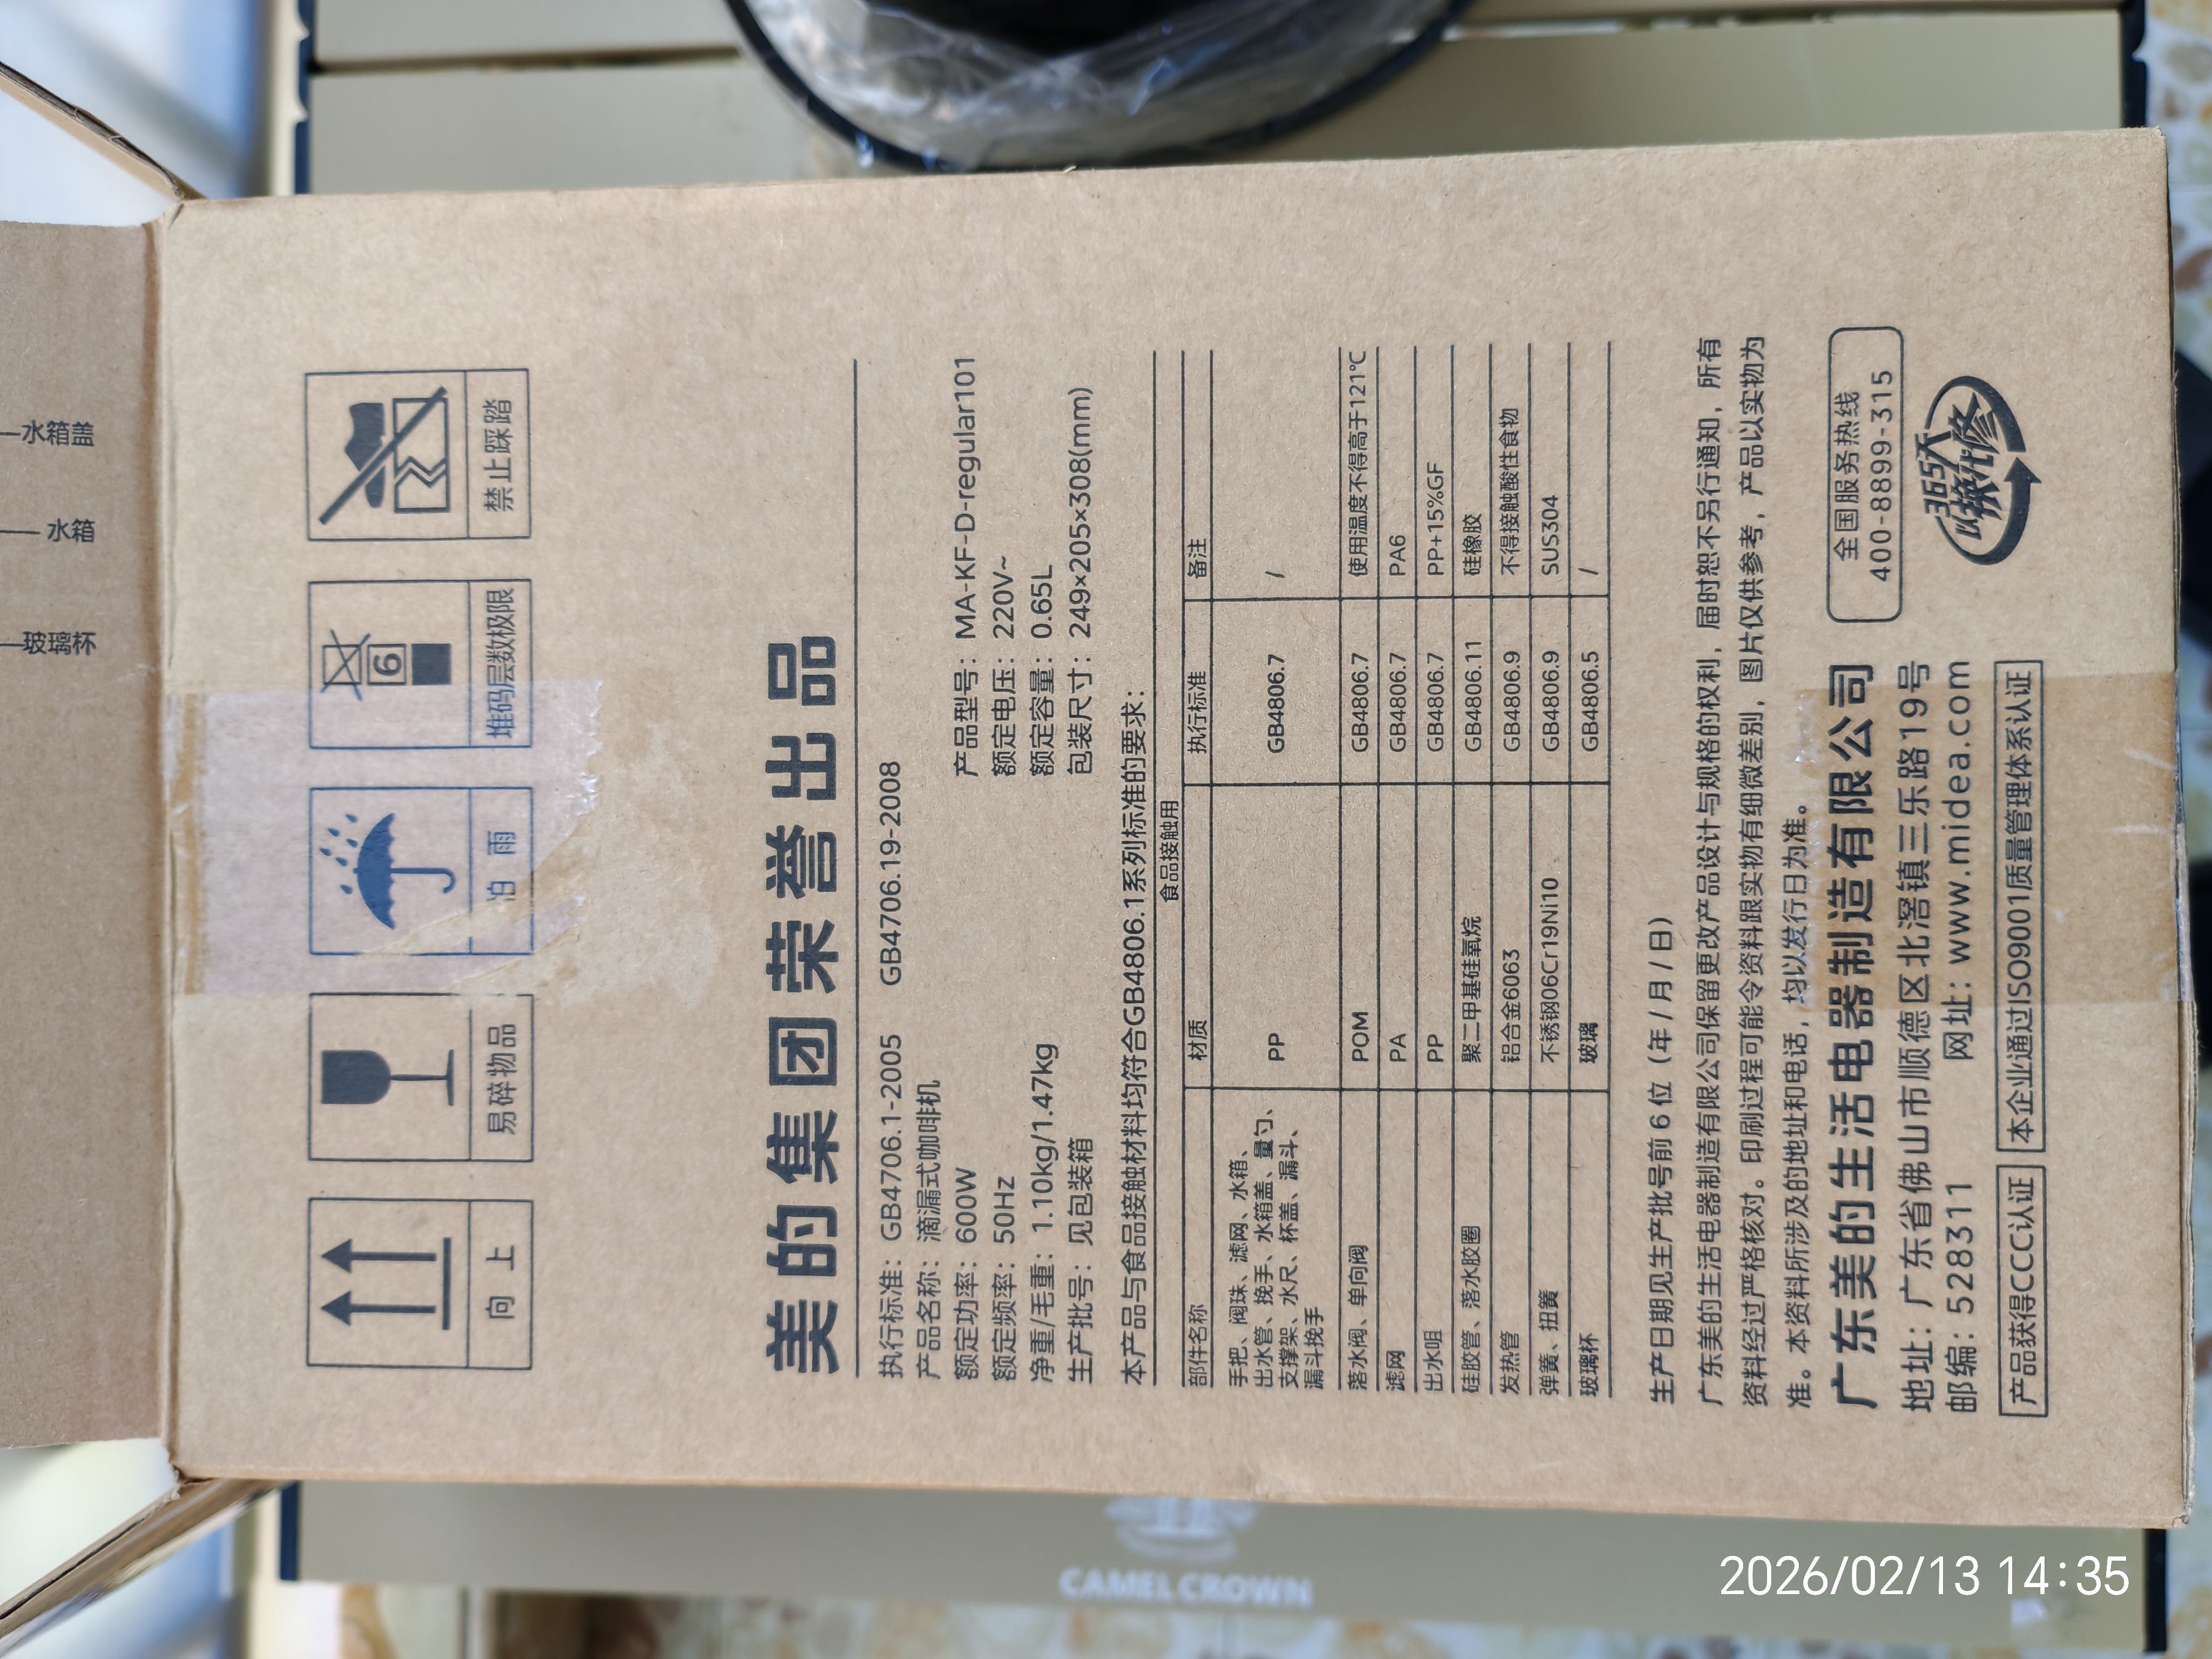 水箱盖
水箱
玻璃杯
向 上
易碎物品
怕 雨
6
堆码层数极限
禁止踩踏
美的集团荣誉出品
执行标准：GB4706.1-2005 GB4706.19-2008
产品名称：滴漏式咖啡机 产品型号：MA-KF-D-regular101
额定功率：600W 额定电压：220V~
额定频率：50HZ 额定容量：0.65L
净重/毛重：1.10kg/1.47kg 包装尺寸：249×205×308(mm)
生产批号：见包装箱
本产品与食品接触材料均符合GB4806.1系列标准的要求：
食品接触用
部件名称 材质 执行标准 备注
手把、阀珠、滤网、水箱、
出水管、挽手、水箱盖、量勺、
支撑架、水尺、杯盖、漏斗、
漏斗挽手 PP GB4806.7 /
落水阀、单向阀 POM GB4806.7 使用温度不得高于121℃
滤网 PA GB4806.7 PA6
出水咀 PP GB4806.7 PP+15%GF
硅胶管、落水胶圈 聚二甲基硅氧烷 GB4806.11 硅橡胶
发热管 铝合金6063 GB4806.9 不得接触酸性食物
弹簧、扭簧 不锈钢06Cr19Ni10 GB4806.9 SUS304
玻璃杯 玻璃 GB4806.5 /
生产日期见生产批号前6位（年/月/日）
广东美的生活电器制造有限公司保留更改产品设计与规格的权利，届时恕不另行通知，所有
资料经过严格核对。印刷过程可能令资料跟实物有细微差别，图片仅供参考，产品以实物为
准。本资料所涉及的地址和电话，均以发行日为准。
广东美的生活电器制造有限公司
地址：广东省佛山市顺德区北滘镇三乐路19号
邮编：528311 网址：www.midea.com
产品获得CCC认证 本企业通过ISO9001质量管理体系认证
全国服务热线
400-8899-315
365天
以换代修
CAMEL CROWN
2026/02/13 14:35